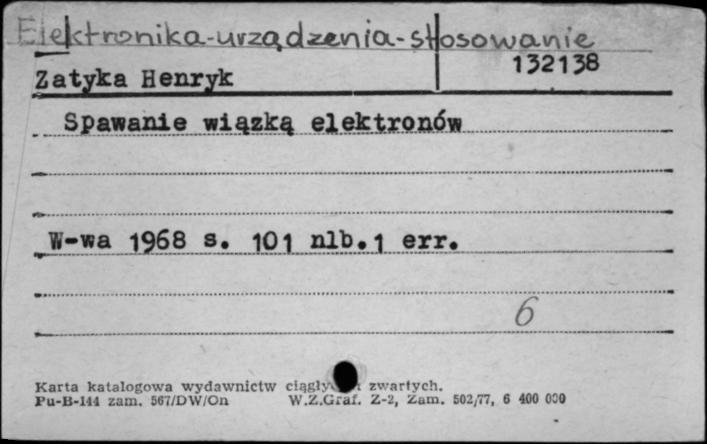 Elektronika-urządzenia-stosowanie
132138
Zatyka Henryk
Spawanie wiązką elektronów
W-wa 1968 s. 101 nlb.1 err.
6
Karta katalogowa wydawnictw zwartych.
Pu-B-144 zam. 567/DW/On W.Z.Graf. Z-2, Zam. 502/77, 6 400 000